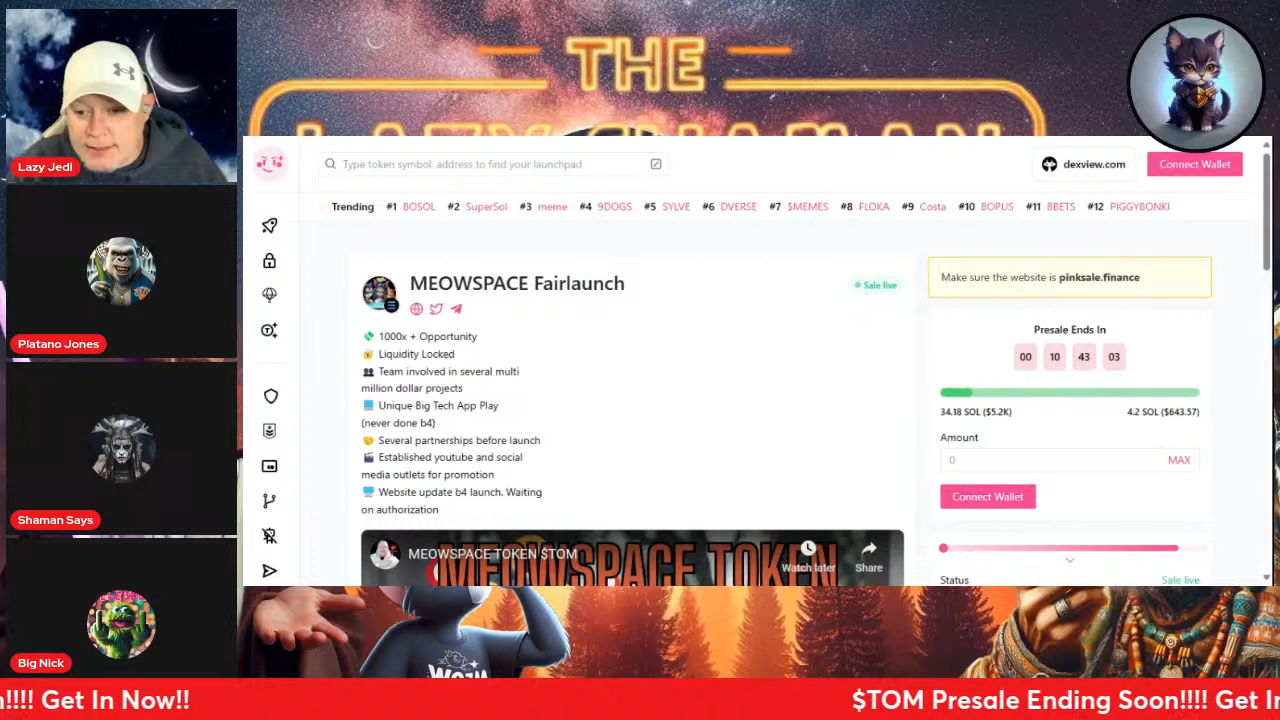 THE
LAZY SHAMAN
Lazy Jedi
Platano Jones
Shaman Says
Big Nick
Type token symbol, address to find your launchpad
dexview.com
Connect Wallet
Trending #1 BOSOL #2 SuperSol #3 meme #4 9DOGS #5 SYLVE #6 DVERSE #7 $MEMES #8 FLOKA #9 Costa #10 BOPUS #11 BBETS #12 PIGGYBONKI
MEOWSPACE Fairlaunch
Sale live
1000x + Opportunity
Liquidity Locked
Team involved in several multi
million dollar projects
Unique Big Tech App Play
(never done b4)
Several partnerships before launch
Established youtube and social
media outlets for promotion
Website update b4 launch. Waiting
on authorization
MEOWSPACE TOKEN $TOM
MEOWSPACE TOKEN
Watch later
Share
Make sure the website is pinksale.finance
Presale Ends In
00 10 43 03
34.18 SOL ($5.2K) 4.2 SOL ($643.57)
Amount
0 MAX
Connect Wallet
Status Sale live
!!!! Get In Now!! $TOM Presale Ending Soon!!!! Get